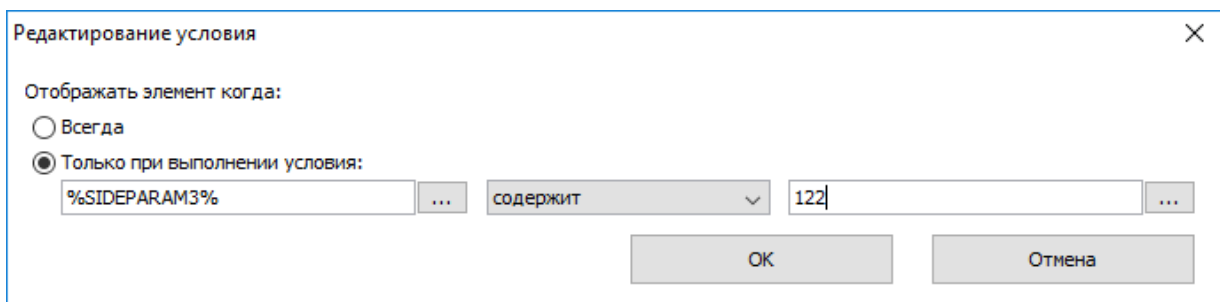 Редактирование условия
Отображать элемент когда:
Всегда
Только при выполнении условия:
%SIDEPARAM3% ... содержит 122 ...
OK Отмена